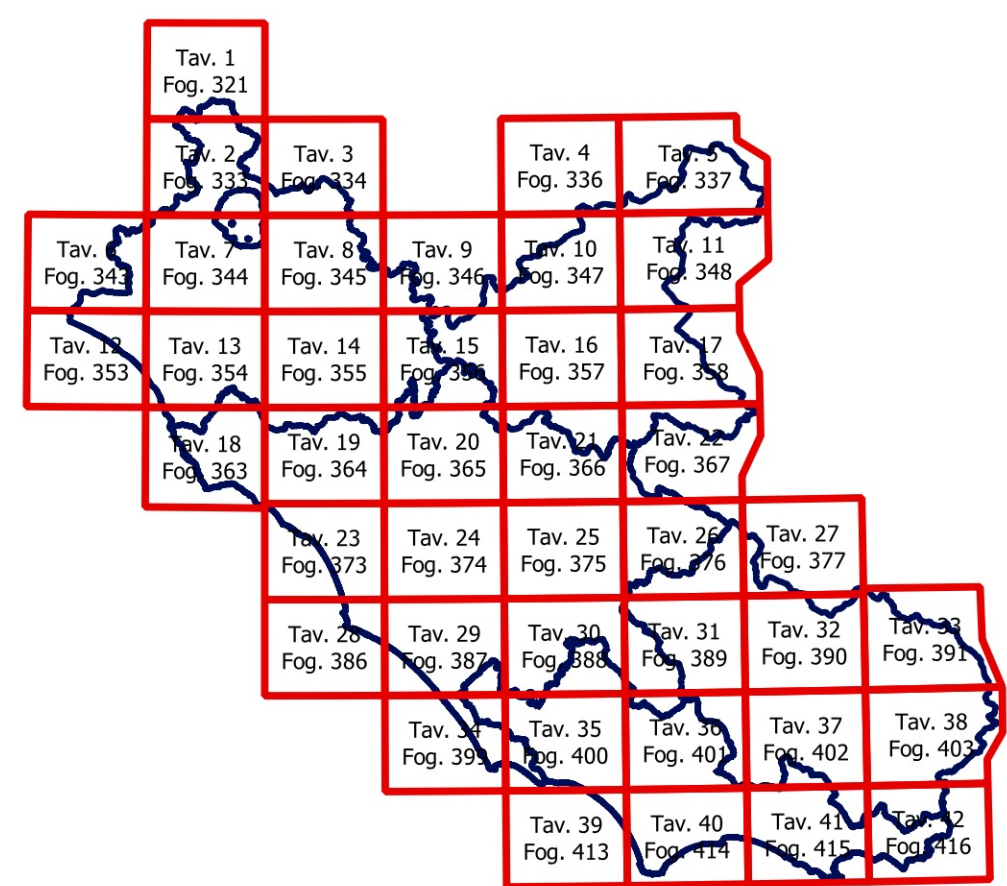 Tav. 1
Fog. 321
Tav. 2
Fog. 333
Tav. 3
Fog. 334
Tav. 4
Fog. 336
Tav. 5
Fog. 337
Tav. 6
Fog. 343
Tav. 7
Fog. 344
Tav. 8
Fog. 345
Tav. 9
Fog. 346
Tav. 10
Fog. 347
Tav. 11
Fog. 348
Tav. 12
Fog. 353
Tav. 13
Fog. 354
Tav. 14
Fog. 355
Tav. 15
Fog. 356
Tav. 16
Fog. 357
Tav. 17
Fog. 358
Tav. 18
Fog. 363
Tav. 19
Fog. 364
Tav. 20
Fog. 365
Tav. 21
Fog. 366
Tav. 22
Fog. 367
Tav. 23
Fog. 373
Tav. 24
Fog. 374
Tav. 25
Fog. 375
Tav. 26
Fog. 376
Tav. 27
Fog. 377
Tav. 28
Fog. 386
Tav. 29
Fog. 387
Tav. 30
Fog. 388
Tav. 31
Fog. 389
Tav. 32
Fog. 390
Tav. 33
Fog. 391
Tav. 34
Fog. 399
Tav. 35
Fog. 400
Tav. 36
Fog. 401
Tav. 37
Fog. 402
Tav. 38
Fog. 403
Tav. 39
Fog. 413
Tav. 40
Fog. 414
Tav. 41
Fog. 415
Tav. 42
Fog. 416